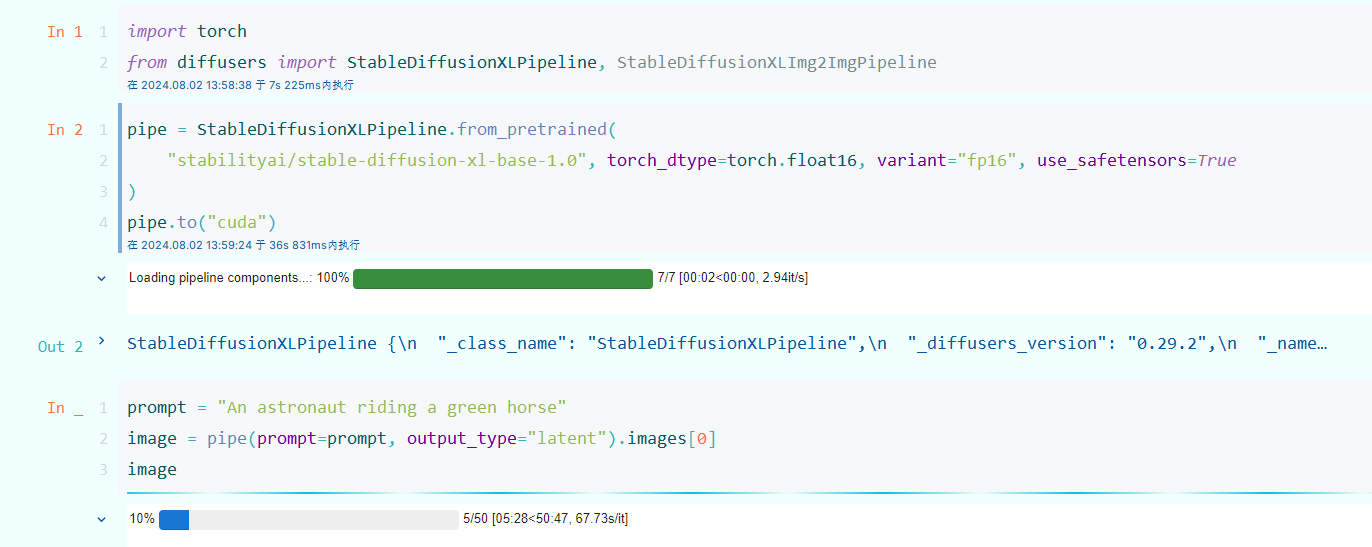 In 1 1 import torch
2 from diffusers import StableDiffusionXLPipeline, StableDiffusionXLImg2ImgPipeline
在 2024.08.02 13:58:38 于 7s 225ms内执行
In 2 1 pipe = StableDiffusionXLPipeline.from_pretrained(
2 "stabilityai/stable-diffusion-xl-base-1.0", torch_dtype=torch.float16, variant="fp16", use_safetensors=True
3 )
4 pipe.to("cuda")
在 2024.08.02 13:59:24 于 36s 831ms内执行
Loading pipeline components...: 100% 7/7 [00:02<00:00, 2.94it/s]
Out 2 StableDiffusionXLPipeline {\n  "_class_name": "StableDiffusionXLPipeline",\n  "_diffusers_version": "0.29.2",\n  "_name…
In _ 1 prompt = "An astronaut riding a green horse"
2 image = pipe(prompt=prompt, output_type="latent").images[0]
3 image
10% 5/50 [05:28<50:47, 67.73s/it]